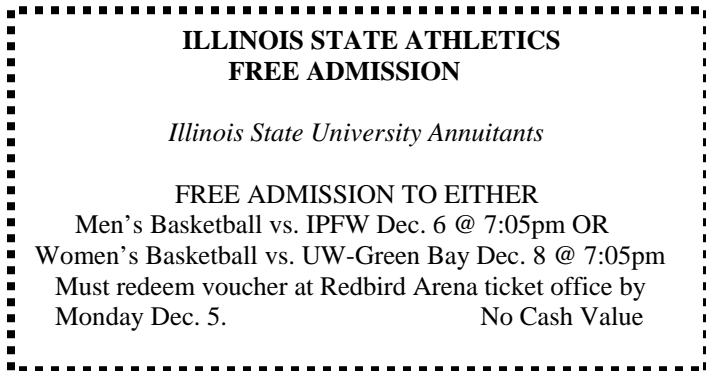 ILLINOIS STATE ATHLETICS
FREE ADMISSION
Illinois State University Annuitants
FREE ADMISSION TO EITHER
Men’s Basketball vs. IPFW Dec. 6 @ 7:05pm OR
Women’s Basketball vs. UW-Green Bay Dec. 8 @ 7:05pm
Must redeem voucher at Redbird Arena ticket office by
Monday Dec. 5. No Cash Value